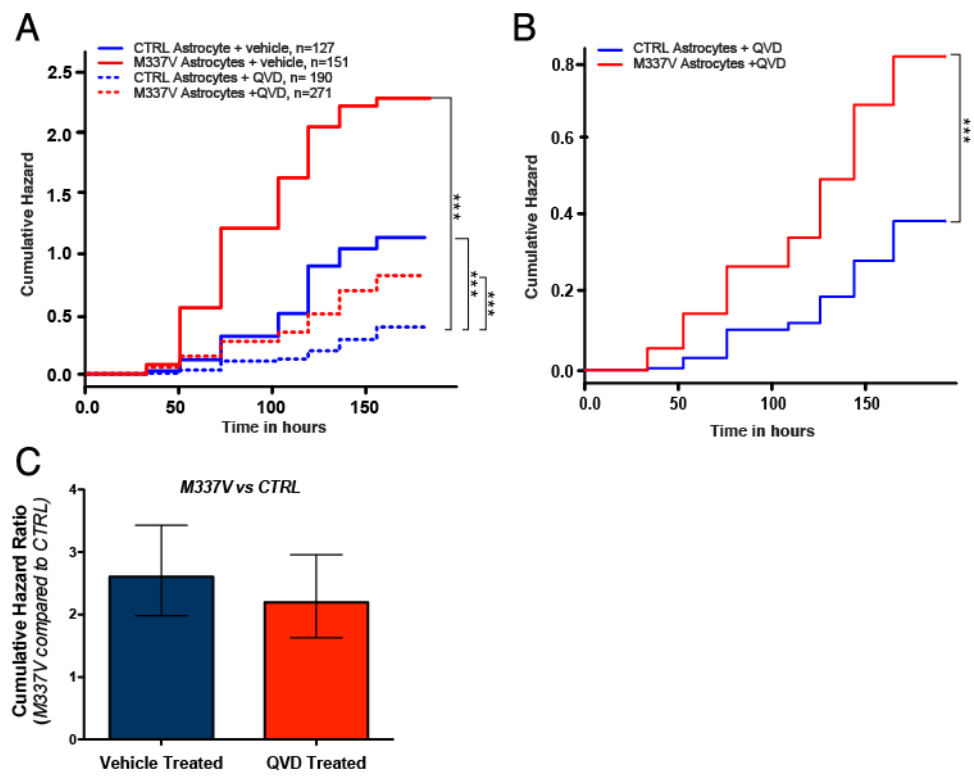 A
CTRL Astrocyte + vehicle, n=127
M337V Astrocytes + vehicle, n=151
CTRL Astrocytes + QVD, n= 190
M337V Astrocytes +QVD, n=271
2.5
2.0
1.5
1.0
0.5
0.0
Cumulative Hazard
0.0 50 100 150
Time in hours
***
***
***
B
CTRL Astrocytes + QVD
M337V Astrocytes +QVD
0.8
0.6
0.4
0.2
0.0
Cumulative Hazard
0.0 50 100 150
Time in hours
***
C
M337V vs CTRL
4
3
2
1
0
Cumulative Hazard Ratio
(M337V compared to CTRL)
Vehicle Treated QVD Treated